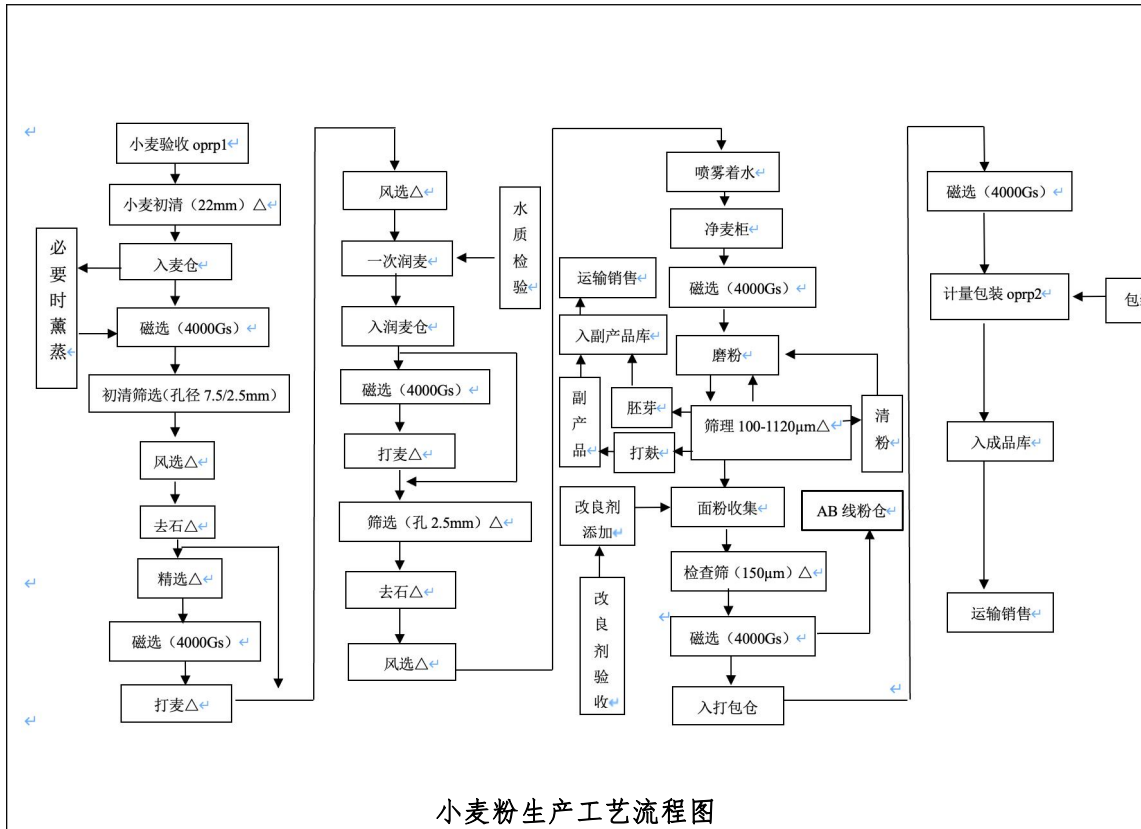 小麦验收 oprp1
小麦初清（22mm）△
必要时薰蒸
入麦仓
磁选（4000Gs）
初清筛选（孔径 7.5/2.5mm）
风选△
去石△
精选△
磁选（4000Gs）
打麦△
风选△
水质检验
一次润麦
入润麦仓
磁选（4000Gs）
打麦△
筛选（孔 2.5mm）△
去石△
风选△
喷雾着水
净麦柜
运输销售
磁选（4000Gs）
入副产品库
磨粉
副产品
胚芽
筛理 100-1120μm△
清粉
打麸
改良剂
添加
面粉收集
AB 线粉仓
检查筛（150μm）△
改良剂验收
磁选（4000Gs）
入打包仓
磁选（4000Gs）
计量包装 oprp2
入成品库
运输销售
小麦粉生产工艺流程图